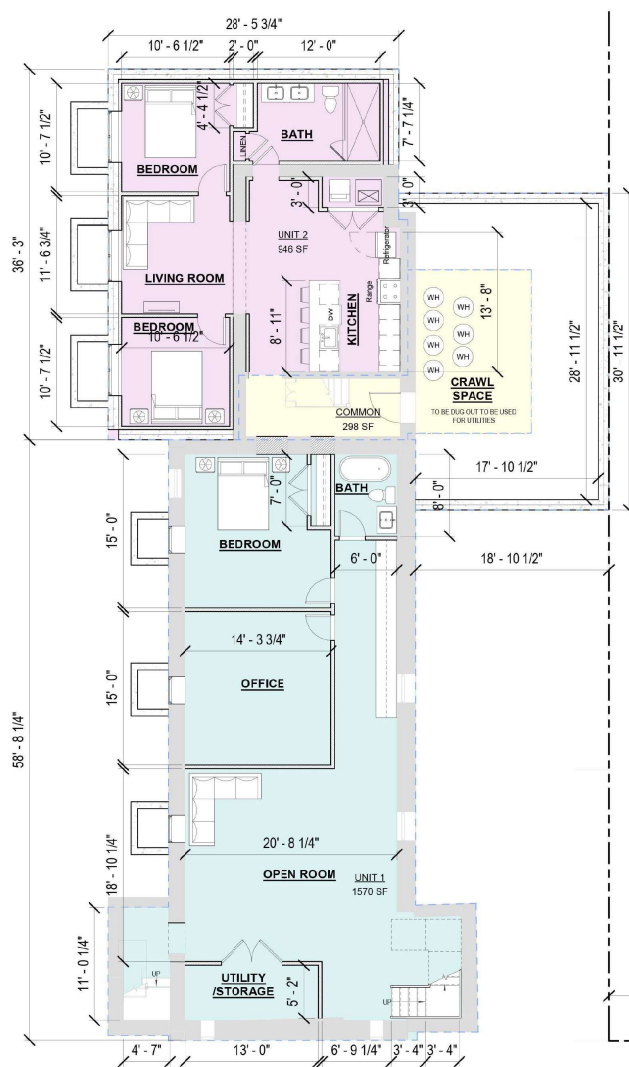 28' - 5 3/4"
10' - 6 1/2"
2' - 0"
12' - 0"
4' - 4 1/2"
10' - 7 1/2"
7' - 7 1/4"
BATH
LINEN
BEDROOM
3' - 0"
3' - 0"
UNIT 2
946 SF
Refrigerator
36' - 3"
11' - 6 3/4"
LIVING ROOM
Range
KITCHEN
DW
8' - 11"
13' - 8"
28' - 11 1/2"
30' 11 1/2"
WH
WH
WH
WH
WH
WH
WH
BEDROOM
10' - 6 1/2"
10' - 7 1/2"
CRAWL
SPACE
TO BE DUG OUT TO BE USED
FOR UTILITIES
COMMON
298 SF
17' - 10 1/2"
BATH
7' - 0"
8' - 0"
BEDROOM
15' - 0"
6' - 0"
18' - 10 1/2"
14' - 3 3/4"
OFFICE
15' - 0"
58' - 8 1/4"
20' - 8 1/4"
OPEN ROOM
UNIT 1
1570 SF
18' - 10 1/4"
11' - 0 1/4"
UP
UTILITY
/STORAGE
5' - 2"
UP
4' - 7"
13' - 0"
6' - 9 1/4"
3' - 4"
3' - 4"